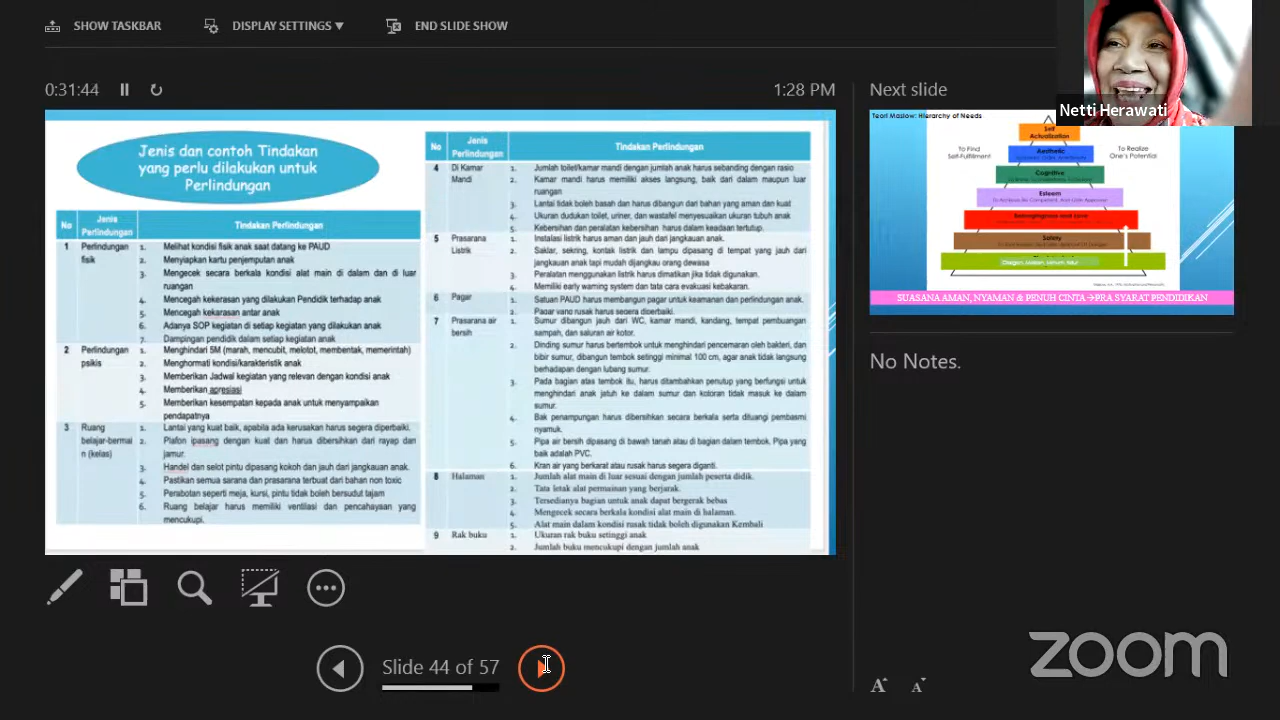 SHOW TASKBAR
DISPLAY SETTINGS ▼
END SLIDE SHOW
0:31:44
1:28 PM
Next slide
Netti Herawati
Jenis dan contoh Tindakan
yang perlu dilakukan untuk
Perlindungan
No
Jenis
Perlindungan
Tindakan Perlindungan
1
Perlindungan
fisik
1. Melihat kondisi fisik anak saat datang ke PAUD
2. Menyiapkan kartu penjemputan anak
3. Mengecek secara berkala kondisi alat main di dalam dan di luar
ruangan
4. Mencegah kekerasan yang dilakukan Pendidik terhadap anak
5. Mencegah kekerasan antar anak
6. Adanya SOP kegiatan di setiap kegiatan yang dilakukan anak
7. Dampingan pendidik dalam setiap kegiatan anak
2
Perlindungan
psikis
1. Menghindari 5M (marah, mencubit, melotot, membentak, memerintah)
2. Menghormati kondisi/karakteristik anak
3. Memberikan Jadwal kegiatan yang relevan dengan kondisi anak
4. Memberikan apresiasi
5. Memberikan kesempatan kepada anak untuk menyampaikan
pendapatnya
3
Ruang
belajar-bermai
n (kelas)
1. Lantai yang kuat baik, apabila ada kerusakan harus segera diperbaiki.
2. Plafon ipasang dengan kuat dan harus dibersihkan dari rayap dan
jamur.
3. Handel dan selot pintu dipasang kokoh dan jauh dari jangkauan anak.
4. Pastikan semua sarana dan prasarana terbuat dari bahan non toxic
5. Perabotan seperti meja, kursi, pintu tidak boleh bersudut tajam
6. Ruang belajar harus memiliki ventilasi dan pencahayaan yang
mencukupi.
No
Jenis
Perlindungan
Tindakan Perlindungan
4
Di Kamar
Mandi
1. Jumlah toilet/kamar mandi dengan jumlah anak harus sebanding dengan rasio
2. Kamar mandi harus memiliki akses langsung, baik dari dalam maupun luar
ruangan
3. Lantai tidak boleh basah dan harus dibangun dari bahan yang aman dan kuat
4. Ukuran dudukan toilet, uriner, dan wastafel menyesuaikan ukuran tubuh anak
5. Kebersihan dan peralatan kebersihan harus dalam keadaan tertutup.
5
Prasarana
Listrik
1. Instalasi listrik harus aman dan jauh dari jangkauan anak.
2. Saklar, sekring, kontak listrik dan lampu dipasang di tempat yang jauh dari
jangkauan anak tapi mudah dijangkau orang dewasa
3. Peralatan menggunakan listrik harus dimatikan jika tidak digunakan.
4. Memiliki early warning system dan tata cara evakuasi kebakaran.
6
Pagar
1. Satuan PAUD harus membangun pagar untuk keamanan dan perlindungan anak.
2. Pagar yang rusak harus segera diperbaiki.
7
Prasarana air
bersih
1. Sumur dibangun jauh dari WC, kamar mandi, kandang, tempat pembuangan
sampah, dan saluran air kotor.
2. Dinding sumur harus bertembok untuk menghindari pencemaran oleh bakteri, dan
bibir sumur, dibangun tembok setinggi minimal 100 cm, agar anak tidak langsung
berhadapan dengan lubang sumur.
3. Pada bagian atas tembok itu, harus ditambahkan penutup yang berfungsi untuk
menghindari anak jatuh ke dalam sumur dan kotoran tidak masuk ke dalam
sumur.
4. Bak penampungan harus dibersihkan secara berkala serta diluangi pembasmi
nyamuk.
5. Pipa air bersih dipasang di bawah tanah atau di bagian dalam tembok. Pipa yang
baik adalah PVC.
6. Kran air yang berkarat atau rusak harus segera diganti.
8
Halaman
1. Jumlah alat main di luar sesuai dengan jumlah peserta didik.
2. Tata letak alat permainan yang berjarak.
3. Tersedianya bagian untuk anak dapat bergerak bebas
4. Mengecek secara berkala kondisi alat main di halaman.
5. Alat main dalam kondisi rusak tidak boleh digunakan Kembali
9
Rak buku
1. Ukuran rak buku setinggi anak
2. Jumlah buku mencukupi dengan jumlah anak
Teori Maslow: Hierarchy of Needs
Self
Actualization
To Find
Self-Fulfillment
To Realize
One's Potential
Aesthetic
Cognitive
Esteem
Belongingness and Love
Safety
SUASANA AMAN, NYAMAN & PENUH CINTA→PRA SYARAT PENDIDIKAN
No Notes.
Slide 44 of 57
A A
zoom